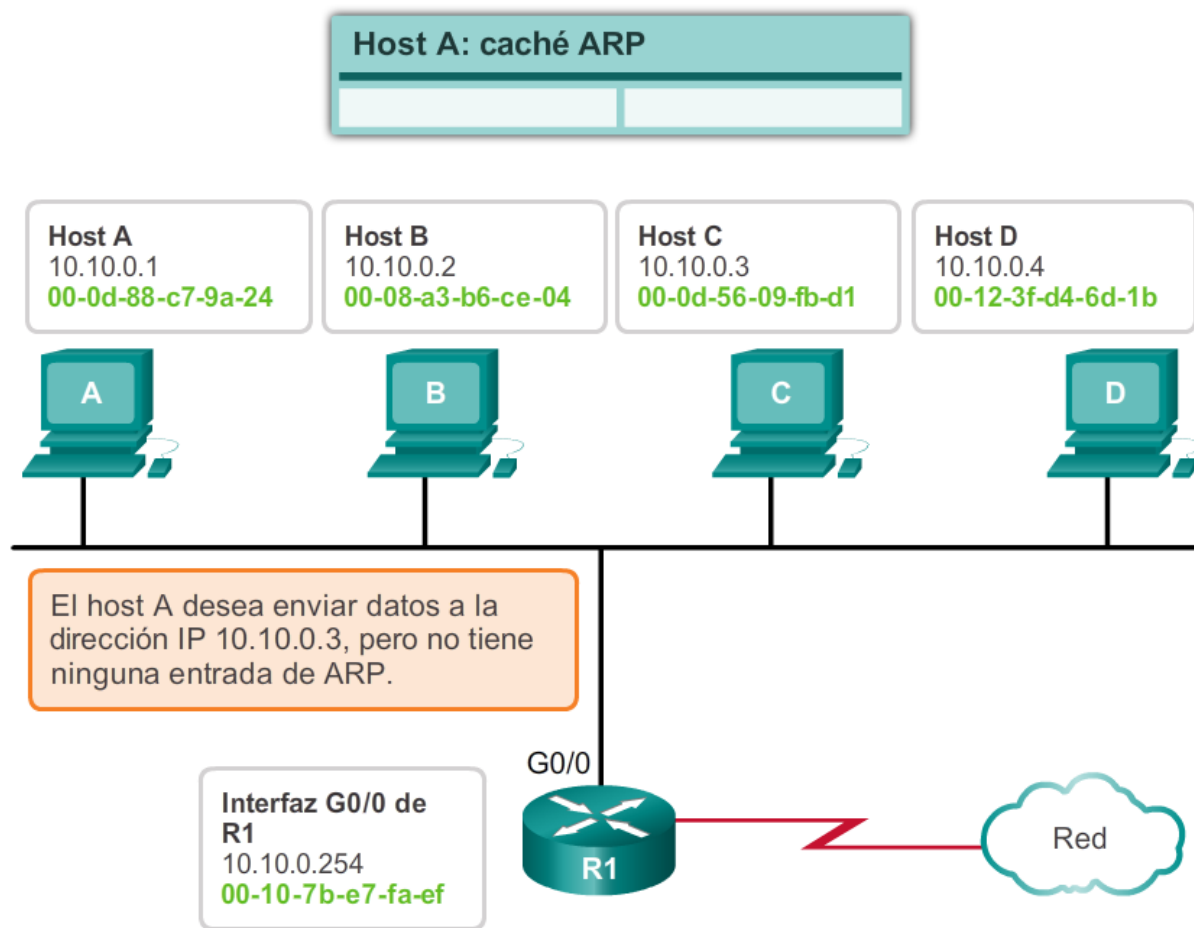 Host A: caché ARP
Host A
10.10.0.1
00-0d-88-c7-9a-24
Host B
10.10.0.2
00-08-a3-b6-ce-04
Host C
10.10.0.3
00-0d-56-09-fb-d1
Host D
10.10.0.4
00-12-3f-d4-6d-1b
A
B
C
D
El host A desea enviar datos a la
dirección IP 10.10.0.3, pero no tiene
ninguna entrada de ARP.
G0/0
Interfaz G0/0 de
R1
10.10.0.254
00-10-7b-e7-fa-ef
R1
Red